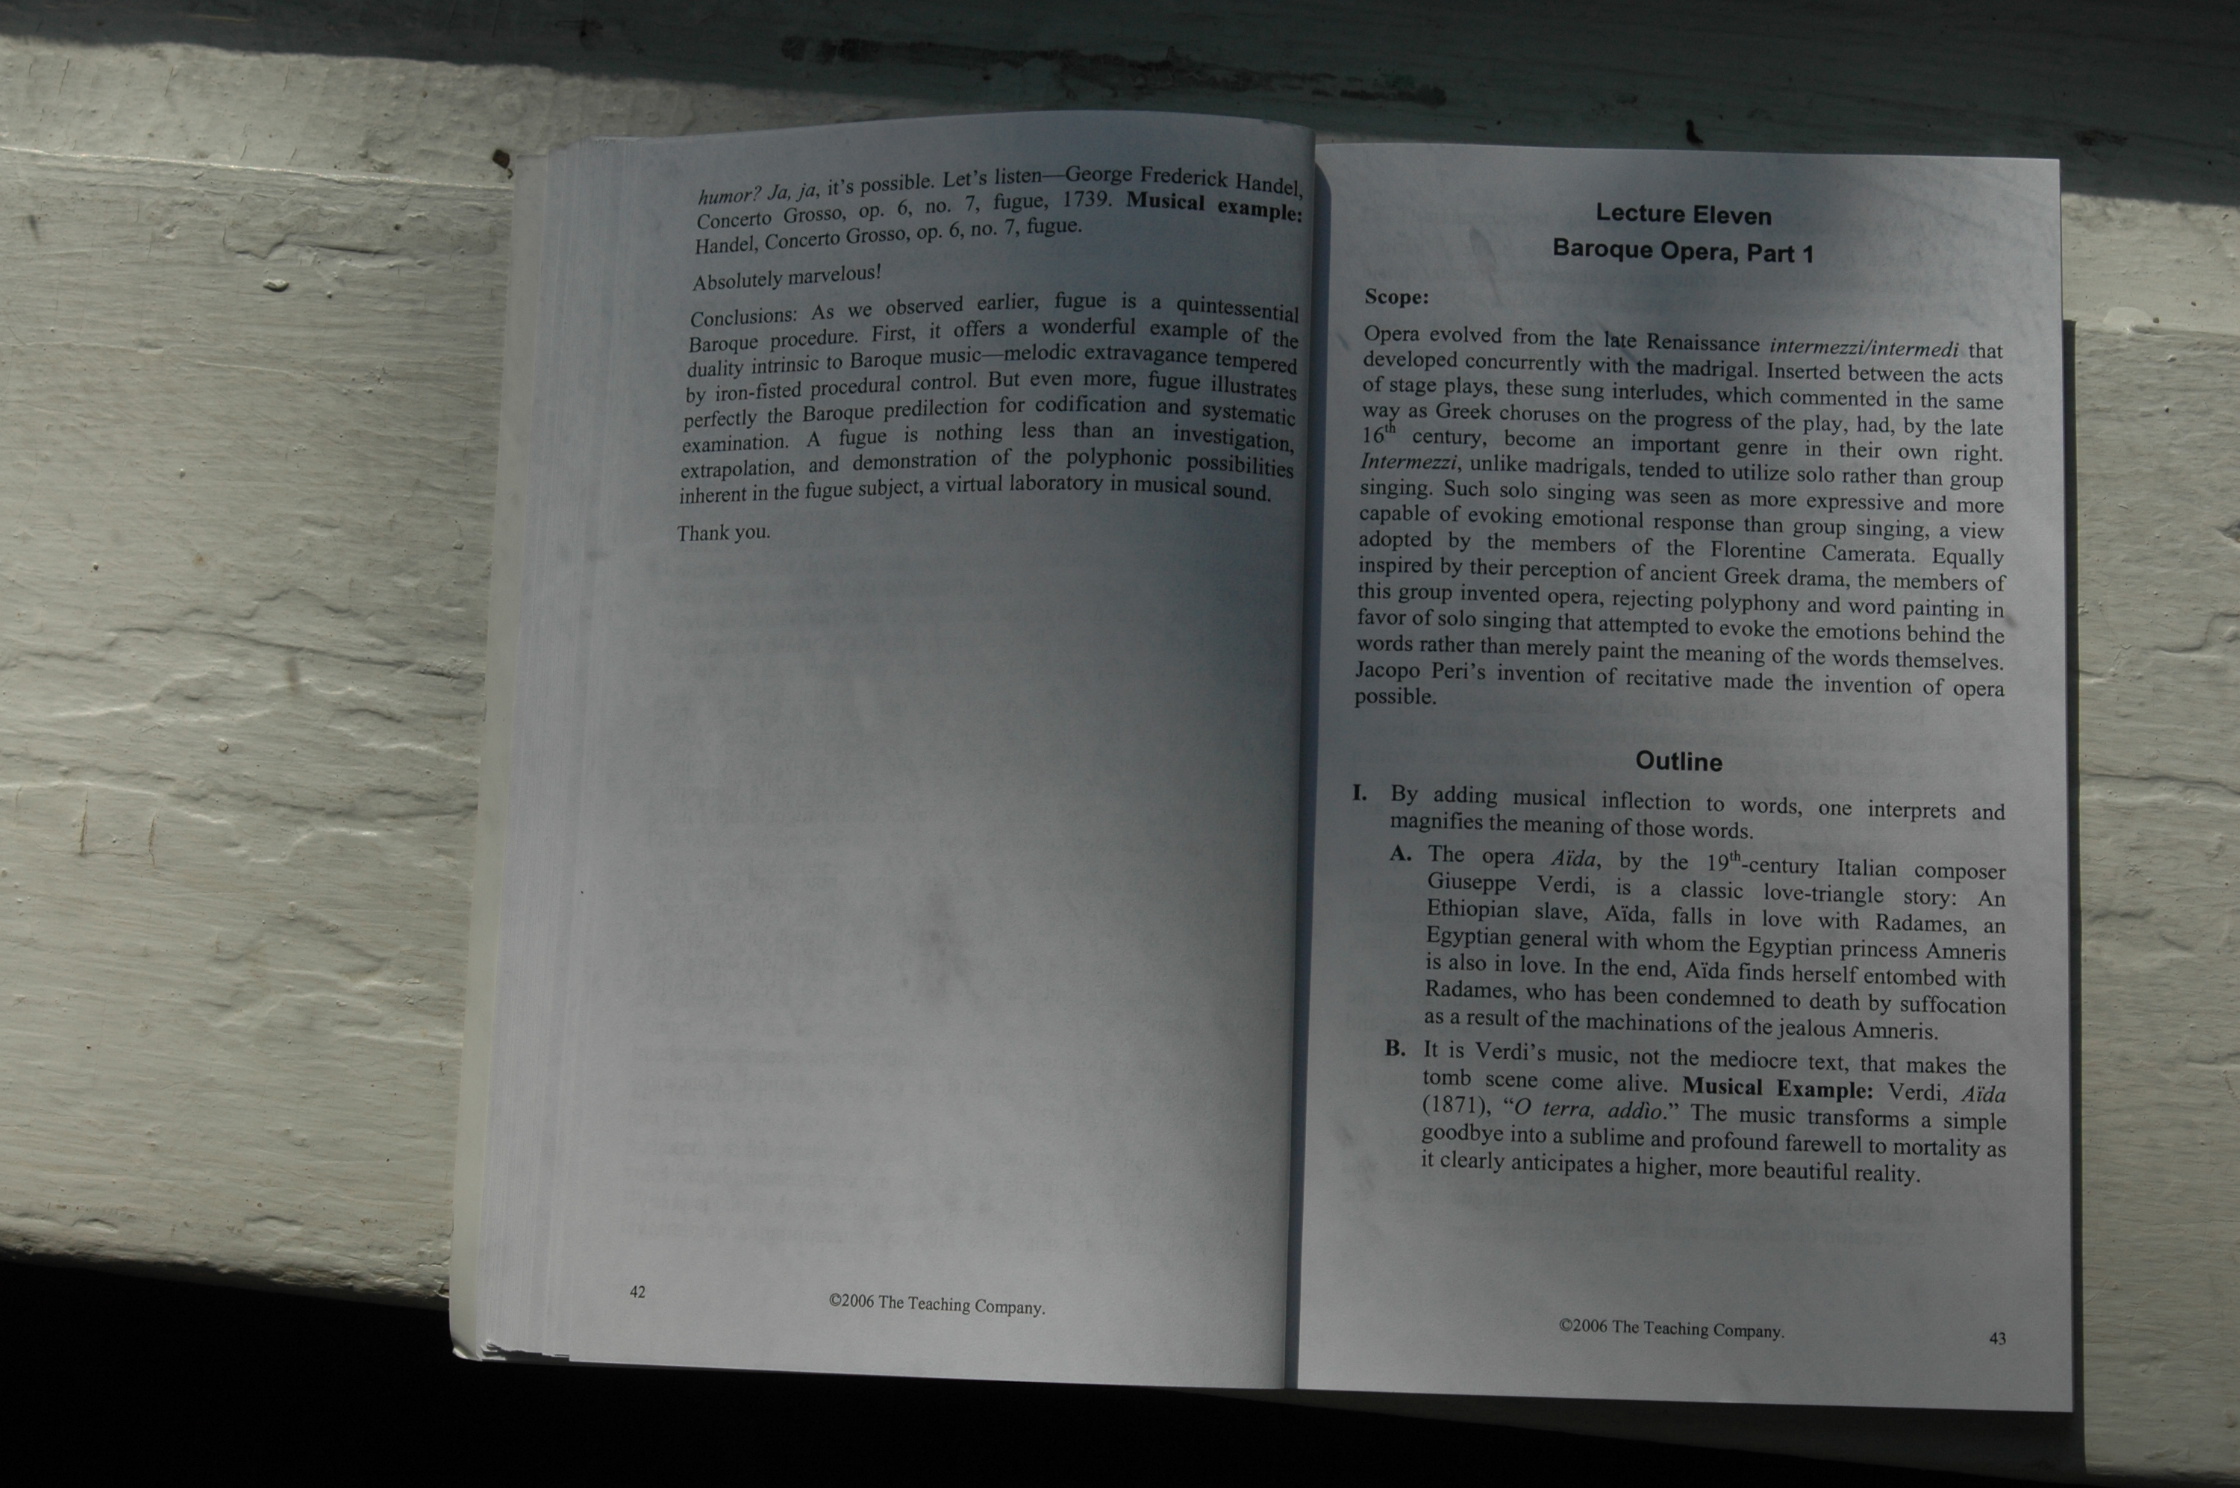 humor? Ja, ja, it's possible. Let's listen—George Frederick Handel,
Concerto Grosso, op. 6, no. 7, fugue, 1739. Musical example:
Handel, Concerto Grosso, op. 6, no. 7, fugue.
Absolutely marvelous!
Conclusions: As we observed earlier, fugue is a quintessential
Baroque procedure. First, it offers a wonderful example of the
duality intrinsic to Baroque music—melodic extravagance tempered
by iron-fisted procedural control. But even more, fugue illustrates
perfectly the Baroque predilection for codification and systematic
examination. A fugue is nothing less than an investigation,
extrapolation, and demonstration of the polyphonic possibilities
inherent in the fugue subject, a virtual laboratory in musical sound.
Thank you.
42
©2006 The Teaching Company.
Lecture Eleven
Baroque Opera, Part 1
Scope:
Opera evolved from the late Renaissance intermezzi/intermedi that
developed concurrently with the madrigal. Inserted between the acts
of stage plays, these sung interludes, which commented in the same
way as Greek choruses on the progress of the play, had, by the late
16th century, become an important genre in their own right.
Intermezzi, unlike madrigals, tended to utilize solo rather than group
singing. Such solo singing was seen as more expressive and more
capable of evoking emotional response than group singing, a view
adopted by the members of the Florentine Camerata. Equally
inspired by their perception of ancient Greek drama, the members of
this group invented opera, rejecting polyphony and word painting in
favor of solo singing that attempted to evoke the emotions behind the
words rather than merely paint the meaning of the words themselves.
Jacopo Peri's invention of recitative made the invention of opera
possible.
Outline
I. By adding musical inflection to words, one interprets and
magnifies the meaning of those words.
A. The opera Aïda, by the 19th-century Italian composer
Giuseppe Verdi, is a classic love-triangle story: An
Ethiopian slave, Aïda, falls in love with Radames, an
Egyptian general with whom the Egyptian princess Amneris
is also in love. In the end, Aïda finds herself entombed with
Radames, who has been condemned to death by suffocation
as a result of the machinations of the jealous Amneris.
B. It is Verdi's music, not the mediocre text, that makes the
tomb scene come alive. Musical Example: Verdi, Aïda
(1871), "O terra, addìo." The music transforms a simple
goodbye into a sublime and profound farewell to mortality as
it clearly anticipates a higher, more beautiful reality.
©2006 The Teaching Company.
43